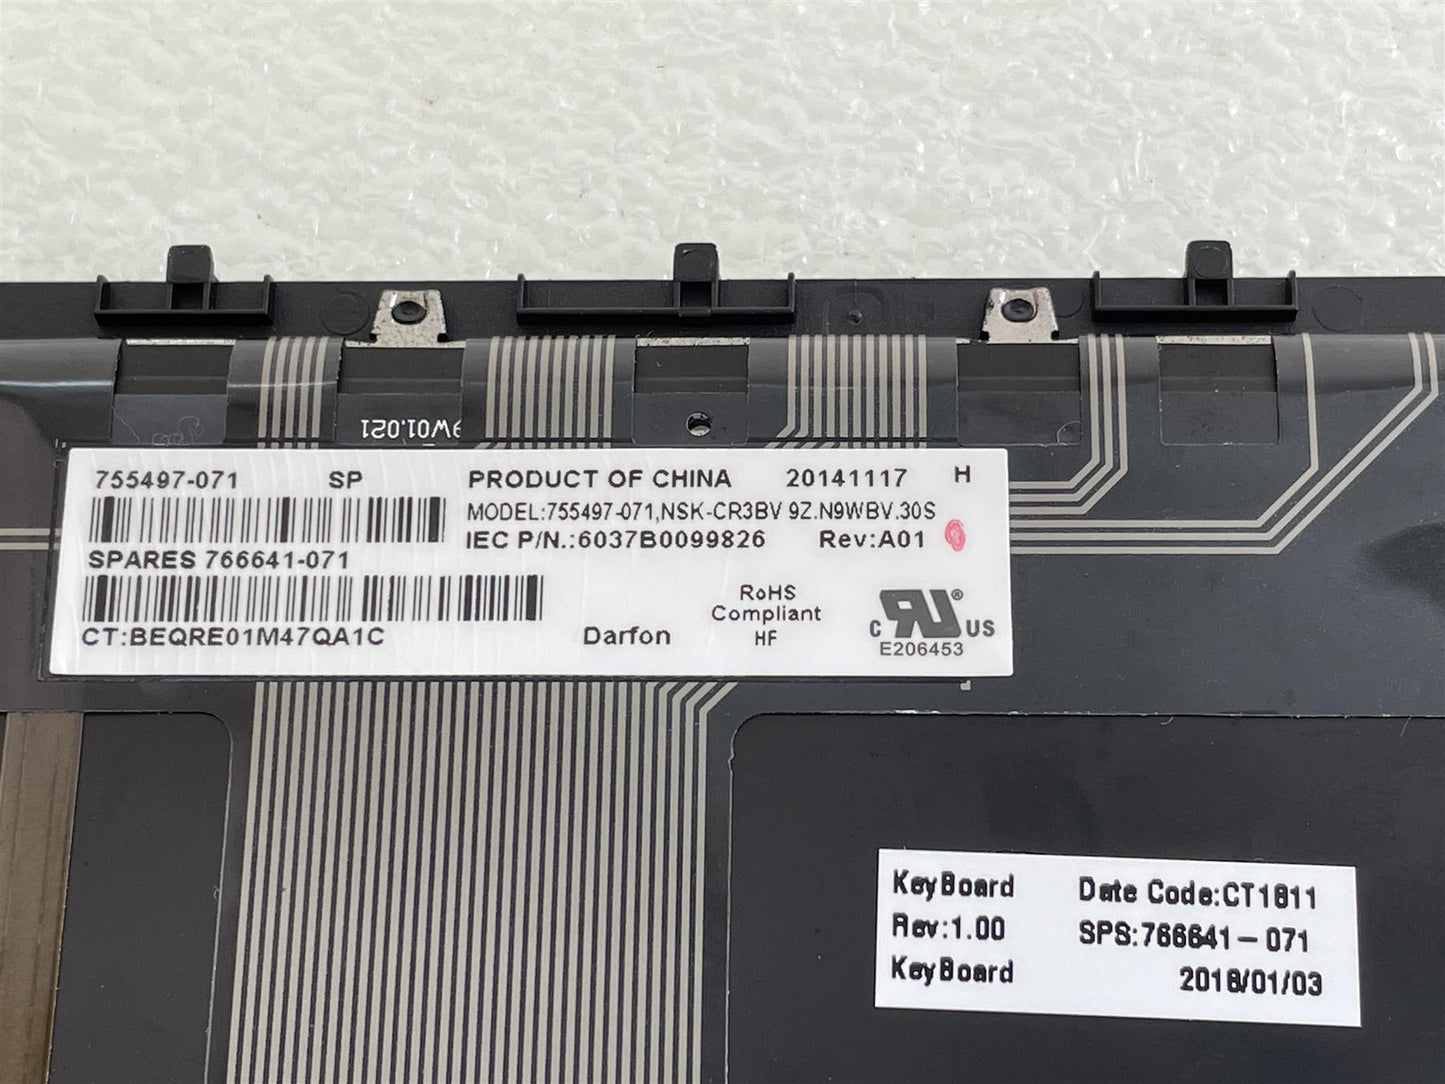 9W01.021
755497-071 SP PRODUCT OF CHINA 20141117 H
MODEL:755497-071,NSK-CR3BV 9Z.N9WBV.30S
IEC P/N.:6037B0099826 Rev:A01
SPARES 766641-071
CT:BEQRE01M47QA1C
Darfon
RoHS
Compliant
HF
c RU ® US
E206453
KeyBoard Date Code:CT1811
Rev:1.00 SPS:766641-071
KeyBoard 2018/01/03